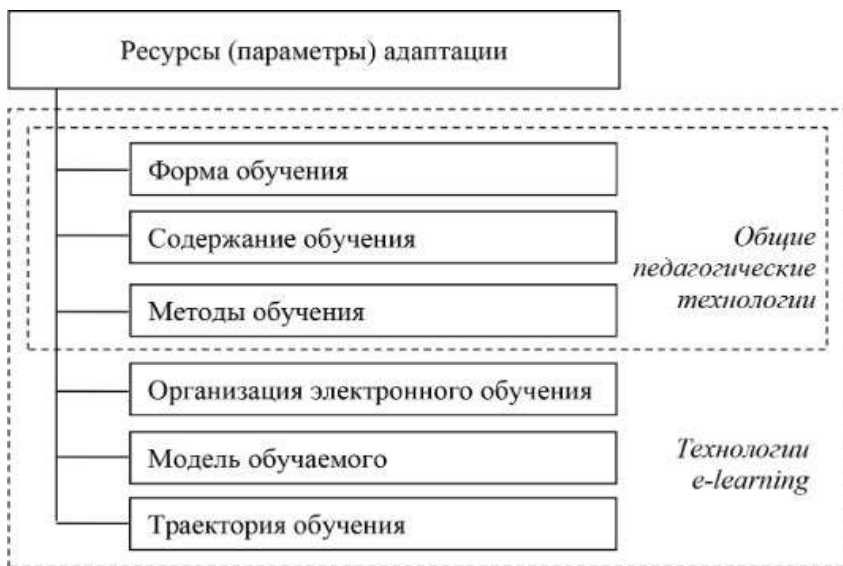 Ресурсы (параметры) адаптации
Форма обучения
Содержание обучения
Методы обучения
Общие
педагогические
технологии
Организация электронного обучения
Модель обучаемого
Траектория обучения
Технологии
e-learning